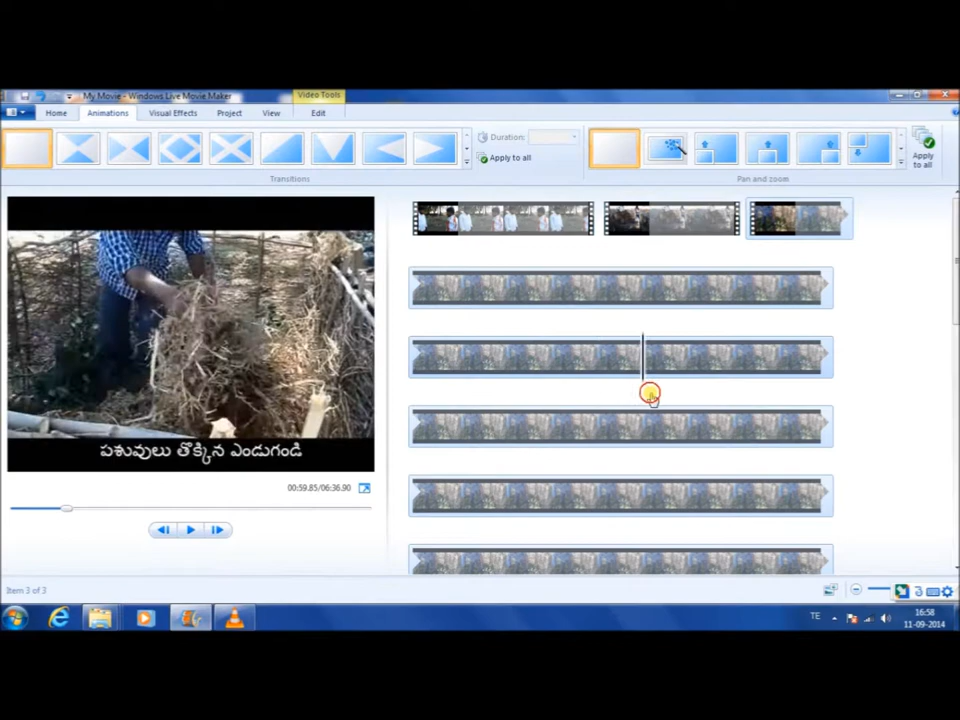 My Movie - Windows Live Movie Maker
Video Tools
Home
Animations
Visual Effects
Project
View
Edit
Duration:
Apply to all
Apply to all
Transitions
Pan and zoom
పశువులు తొక్కిన ఎండుగండి
00:59.85/06:36.90
Item 3 of 3
TE
16:58
11-09-2014